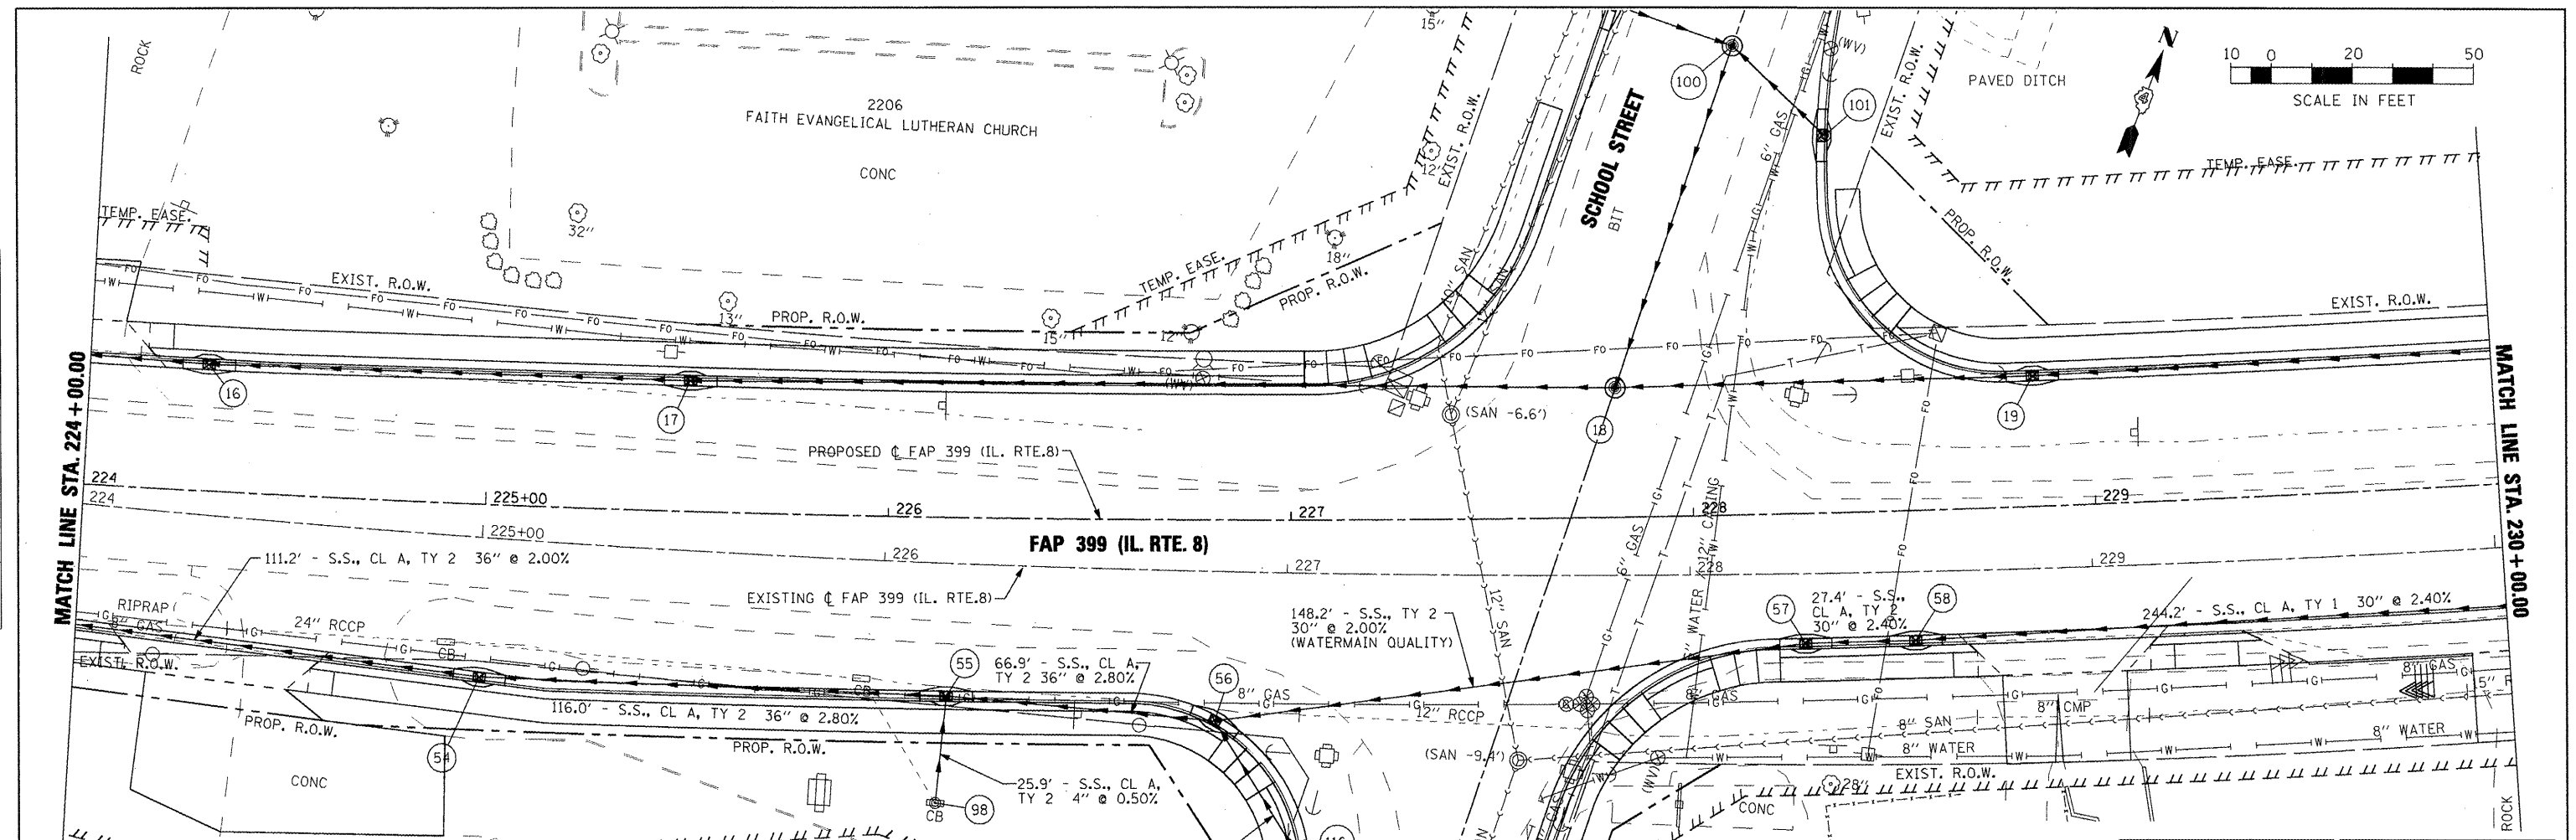 ROCK
15"
2206
FAITH EVANGELICAL LUTHERAN CHURCH
CONC
100
(WV)
101
PAVED DITCH
N
10 0 20 50
SCALE IN FEET
SCHOOL STREET
BIT
6" GAS
EXIST. R.O.W.
EXIST. R.O.W.
12"
TEMP. EASE.
TEMP. EASE.
32"
18"
TEMP. EASE.
PROP. R.O.W.
PROP. R.O.W.
10" SAN
SAN
EXIST. R.O.W.
13"
PROP. R.O.W.
15"
12"
EXIST. R.O.W.
(WV)
16
17
18
19
(SAN -6.6')
MATCH LINE STA. 224+00.00
MATCH LINE STA. 230+00.00
PROPOSED ℄ FAP 399 (IL. RTE.8)
224
225+00
226
227
228
229
FAP 399 (IL. RTE. 8)
224
225+00
226
227
228
229
EXISTING ℄ FAP 399 (IL. RTE.8)
6" GAS
12" CASING
12" SAN
111.2' - S.S., CL A, TY 2 36" @ 2.00%
RIPRAP
GAS
24" RCCP
CB
CB
EXIST. R.O.W.
148.2' - S.S., TY 2
30" @ 2.00%
(WATERMAIN QUALITY)
57
27.4' - S.S.,
CL A, TY 2
30" @ 2.40%
58
244.2' - S.S., CL A, TY 1 30" @ 2.40%
55
66.9' - S.S., CL A,
TY 2 36" @ 2.80%
56
8" GAS
12" RCCP
8" GAS
8" GAS
116.0' - S.S., CL A, TY 2 36" @ 2.80%
PROP. R.O.W.
PROP. R.O.W.
54
CONC
25.9' - S.S., CL A,
TY 2 4" @ 0.50%
98
CB
(SAN -9.4')
8" SAN
8" CMP
8" WATER
8" WATER
EXIST. R.O.W.
(WV)
28"
CONC
GAS
ROCK